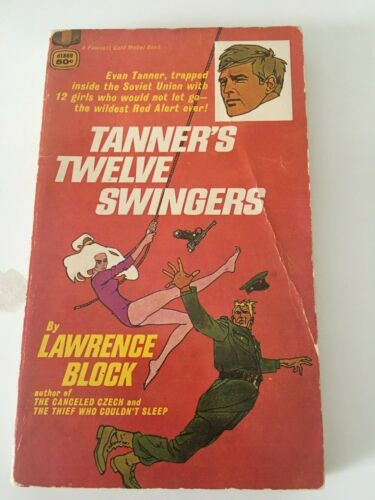 A Fawcett Gold Medal Book
d1869
50¢
Evan Tanner, trapped
inside the Soviet Union with
12 girls who would not let go—
the wildest Red Alert ever!
TANNER'S
TWELVE
SWINGERS
By
LAWRENCE
BLOCK
author of
THE CANCELED CZECH and
THE THIEF WHO COULDN'T SLEEP